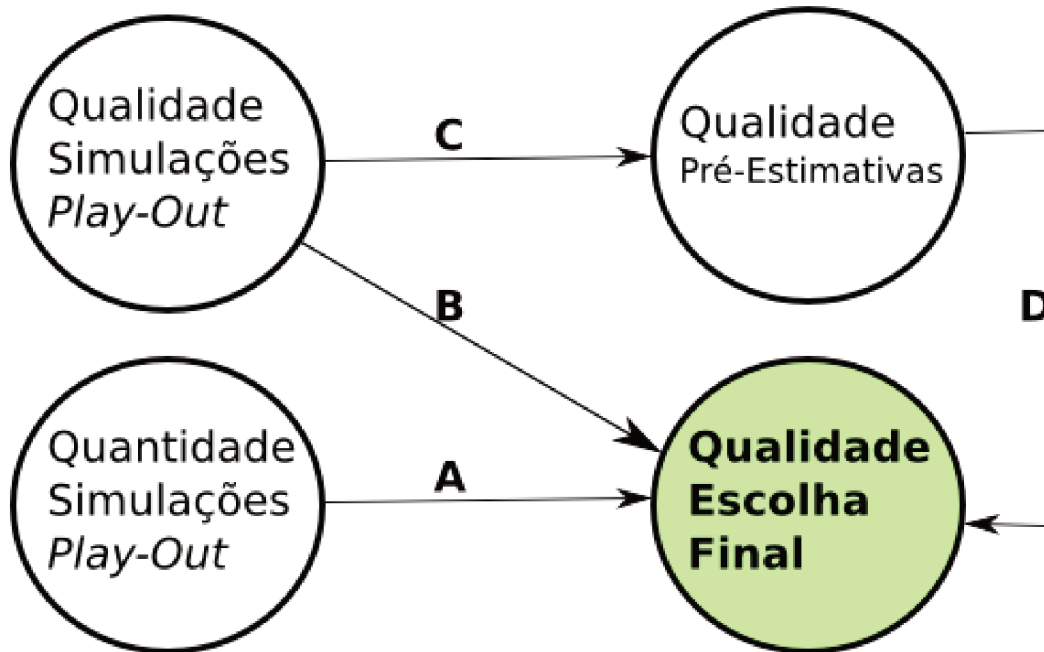 Qualidade
Simulações
Play-Out
C
Qualidade
Pré-Estimativas
B
D
Quantidade
Simulações
Play-Out
A
Qualidade
Escolha
Final